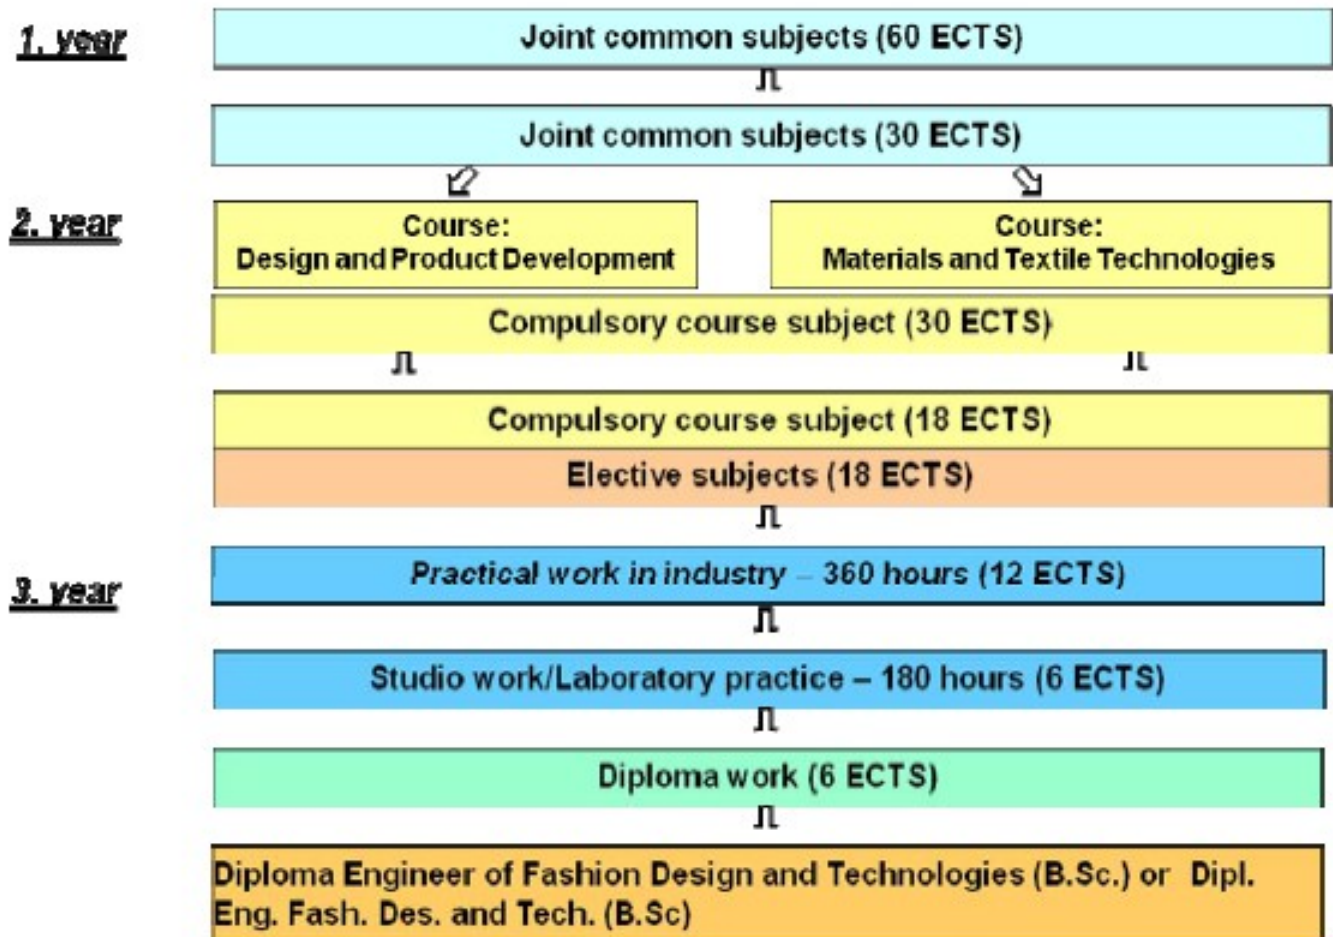 1. year
Joint common subjects (60 ECTS)
Joint common subjects (30 ECTS)
2. year
Course:
Design and Product Development
Course:
Materials and Textile Technologies
Compulsory course subject (30 ECTS)
Compulsory course subject (18 ECTS)
Elective subjects (18 ECTS)
3. year
Practical work in industry – 360 hours (12 ECTS)
Studio work/Laboratory practice – 180 hours (6 ECTS)
Diploma work (6 ECTS)
Diploma Engineer of Fashion Design and Technologies (B.Sc.) or Dipl.
Eng. Fash. Des. and Tech. (B.Sc)